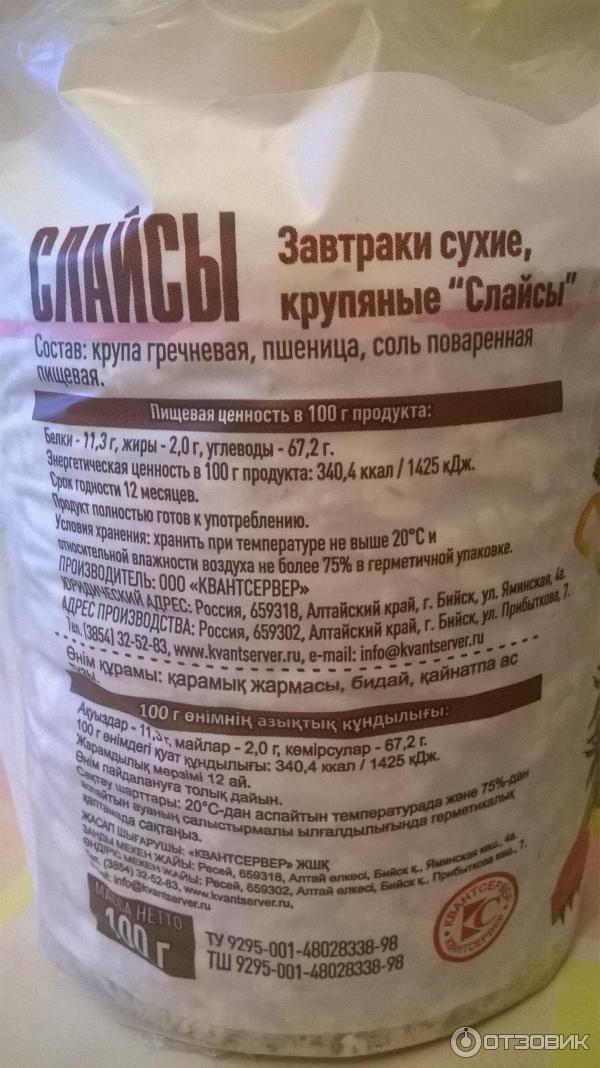 СЛАЙСЫ
Завтраки сухие,
крупяные “Слайсы”
Состав: крупа гречневая, пшеница, соль поваренная
пищевая.
Пищевая ценность в 100 г продукта:
Белки - 11,3 г, жиры - 2,0 г, углеводы - 67,2 г.
Энергетическая ценность в 100 г продукта: 340,4 ккал / 1425 кДж.
Срок годности 12 месяцев.
Продукт полностью готов к употреблению.
Условия хранения: хранить при температуре не выше 20°С и
относительной влажности воздуха не более 75% в герметичной упаковке.
ПРОИЗВОДИТЕЛЬ: ООО «КВАНТСЕРВЕР»
ЮРИДИЧЕСКИЙ АДРЕС: Россия, 659318, Алтайский край, г. Бийск, ул. Яминская, 4а.
АДРЕС ПРОИЗВОДСТВА: Россия, 659302, Алтайский край, г. Бийск, ул. Прибыткова, 7.
Тел. (3854) 32-52-83, www.kvantserver.ru, e-mail: info@kvantserver.ru
Өнім құрамы: қарамық жармасы, бидай, қайнатпа ас
тұзы.
100 г өнімнің азықтық құндылығы:
Ақуыздар - 11,3 г, майлар - 2,0 г, көмірсулар - 67,2 г.
100 г өнімдегі қуат құндылығы: 340,4 ккал / 1425 кДж.
Жарамдылық мерзімі 12 ай.
Өнім пайдалануға толық дайын.
Сақтау шарттары: 20°С-дан аспайтын температурада және 75%-дан
аспайтын ауаның салыстырмалы ылғалдылығында герметикалық
қаптамада сақтаңыз.
ЖАСАП ШЫҒАРУШЫ: «КВАНТСЕРВЕР» ЖШҚ
ЗАҢДЫ МЕКЕН ЖАЙЫ: Ресей, 659318, Алтай өлкесі, Бийск қ., Яминская көш., 4а.
ӨНДІРІС МЕКЕН ЖАЙЫ: Ресей, 659302, Алтай өлкесі, Бийск қ., Прибыткова көш., 7.
Тел. (3854) 32-52-83, www.kvantserver.ru,
info@kvantserver.ru
МАССА НЕТТО
100 г
ТУ 9295-001-48028338-98
ТШ 9295-001-48028338-98
КВАНТСЕРВЕР
КС
КВАНТСЕРВЕР
ОТЗОВИК